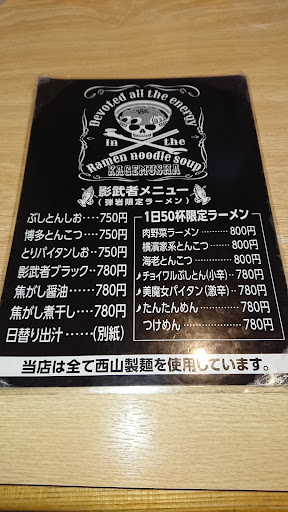 Devoted all the energy
in the
Ramen noodle soup
KAGEMUSHA
影武者メニュー
(弾岩限定ラーメン)
ぶしとんしお‥‥750円
博多とんこつ‥‥750円
とりパイタンしお‥750円
影武者ブラック‥780円
焦がし醤油‥‥‥780円
焦がし煮干し‥‥780円
日替り出汁‥‥‥(別紙)
1日50杯限定ラーメン
肉野菜ラーメン‥‥‥800円
横濱家系とんこつ‥‥800円
海老とんこつ‥‥‥‥800円
チョイワルぶしとん(小辛)‥780円
美魔女パイタン(激辛)‥780円
たんたんめん‥‥‥‥780円
つけめん‥‥‥‥‥‥780円
当店は全て西山製麺を使用しています。